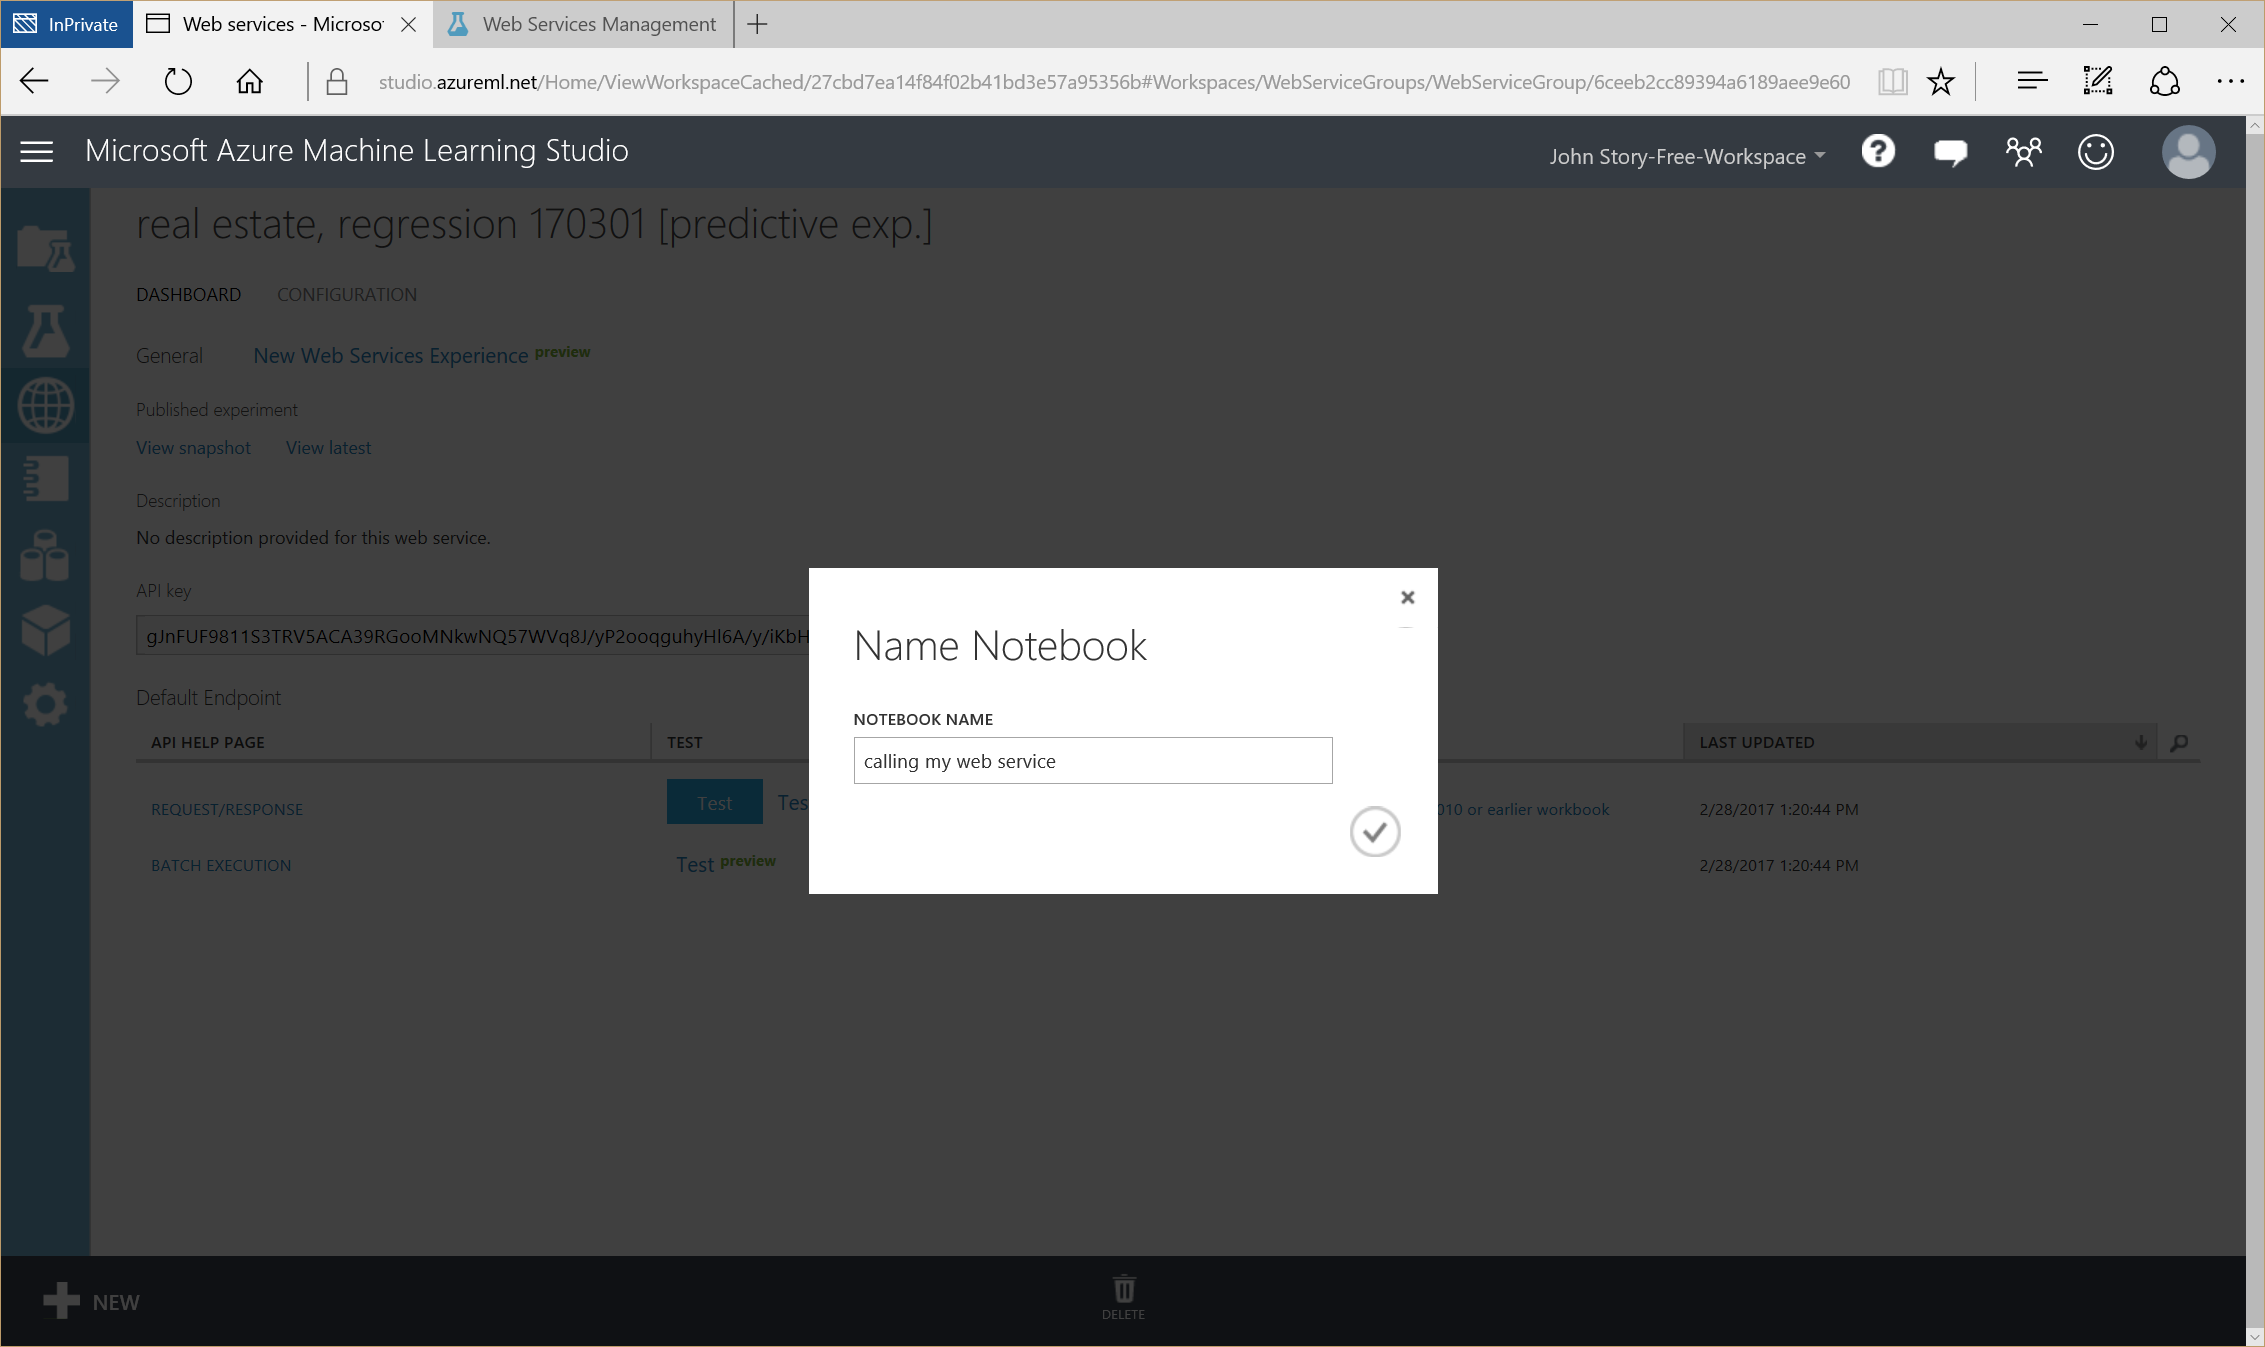 InPrivate
Web services - Microso
Web Services Management
studio.azureml.net/Home/ViewWorkspaceCached/27cbd7ea14f84f02b41bd3e57a95356b#Workspaces/WebServiceGroups/WebServiceGroup/6ceeb2cc89394a6189aee9e60
Microsoft Azure Machine Learning Studio
John Story-Free-Workspace
real estate, regression 170301 [predictive exp.]
DASHBOARD CONFIGURATION
General New Web Services Experience preview
Published experiment
View snapshot View latest
Description
No description provided for this web service.
API key
gJnFUF9811S3TRV5ACA39RGooMNkwNQ57WVq8J/yP2ooqguhyHl6A/y/iKbH
Default Endpoint
API HELP PAGE TEST LAST UPDATED
REQUEST/RESPONSE Test Tes 010 or earlier workbook 2/28/2017 1:20:44 PM
BATCH EXECUTION Test preview 2/28/2017 1:20:44 PM
Name Notebook
NOTEBOOK NAME
calling my web service
NEW
DELETE